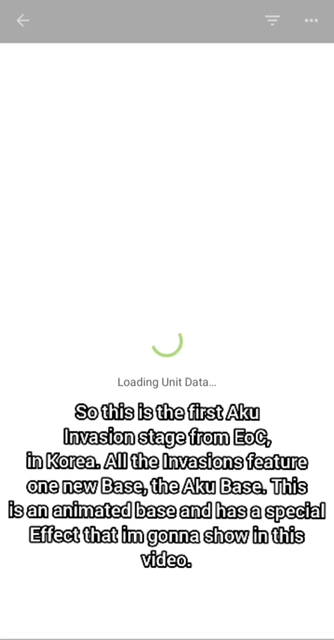 Loading Unit Data...
So this is the first Aku
Invasion stage from EoC,
in Korea. All the Invasions feature
one new Base, the Aku Base. This
is an animated base and has a special
Effect that im gonna show in this
video.